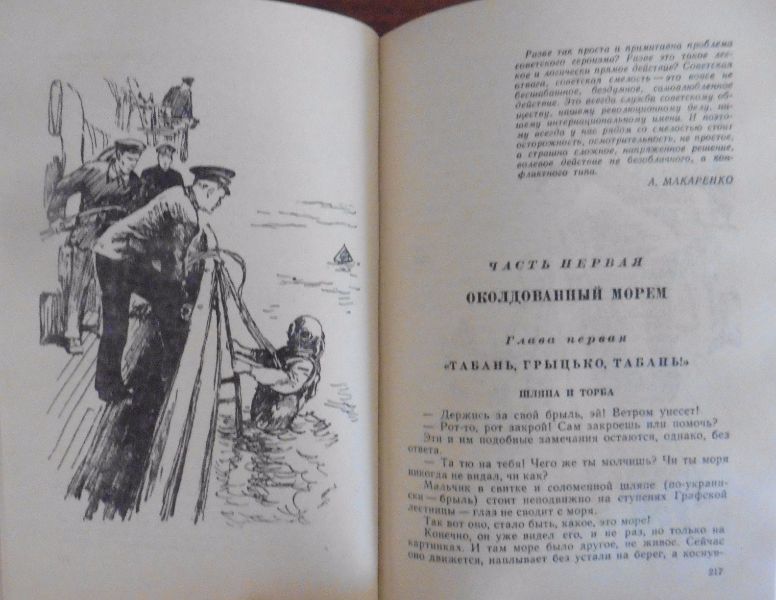 Разве так проста и примитивна проблема
советского героизма? Разве это такое лег-
кое и логически прямое действие? Советская
отвага, советская смелость — это вовсе не
бесшабашное, бездумное, самовлюбленное
действие. Это всегда служба советскому об-
ществу, нашему революционному делу, на-
шему интернациональному имени. И поэто-
му всегда у нас рядом со смелостью стоит
осторожность, осмотрительность, не простое,
а страшно сложное, напряженное решение,
волевое действие не безоблачного, а кон-
фликтного типа.
А. МАКАРЕНКО
ЧАСТЬ ПЕРВАЯ
ОКОЛДОВАННЫЙ МОРЕМ
Глава первая
«ТАБАНЬ, ГРЫЦЬКО, ТАБАНЬ!»
ШЛЯПА И ТОРБА
— Держись за свой брыль, эй! Ветром унесет!
— Рот-то, рот закрой! Сам закроешь или помочь?
Эти и им подобные замечания остаются, однако, без
ответа.
— Та тю на тебя! Чего же ты молчишь? Чи ты моря
никогда не видал, чи как?
Мальчик в свитке и соломенной шляпе (по-украин-
ски — брыль) стоит неподвижно на ступенях Графской
лестницы — глаз не сводит с моря.
Так вот оно, стало быть, какое, это море!
Конечно, он уже видел его, и не раз, но только на
картинках. И там море было другое, не живое. Сейчас
оно движется, наплывает без устали на берег, а коснув-
217